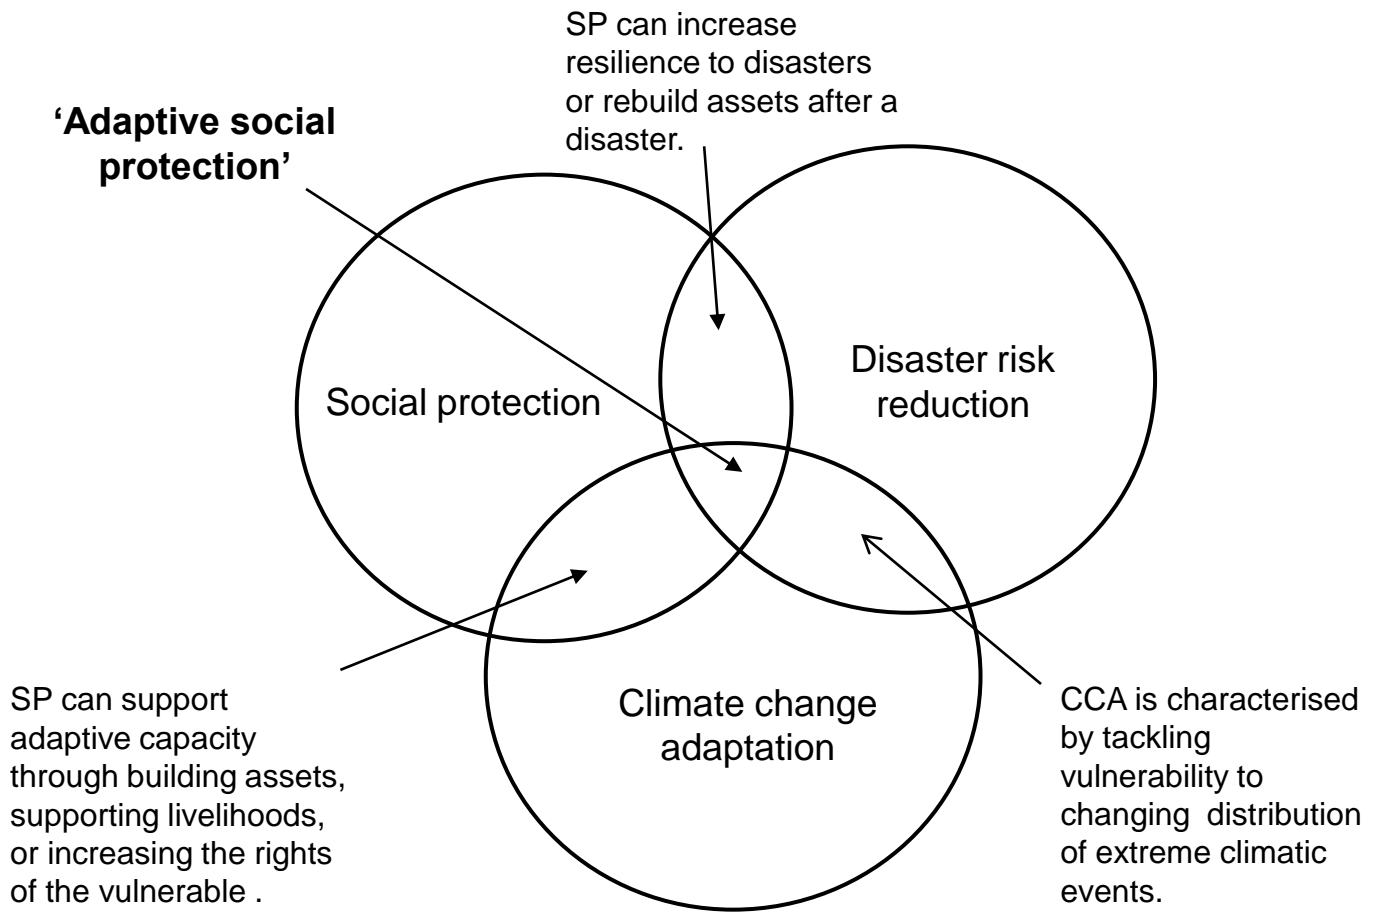 SP can increase
resilience to disasters
or rebuild assets after a
disaster.
‘Adaptive social
protection’
Social protection
Disaster risk
reduction
Climate change
adaptation
SP can support
adaptive capacity
through building assets,
supporting livelihoods,
or increasing the rights
of the vulnerable .
CCA is characterised
by tackling
vulnerability to
changing  distribution
of extreme climatic
events.